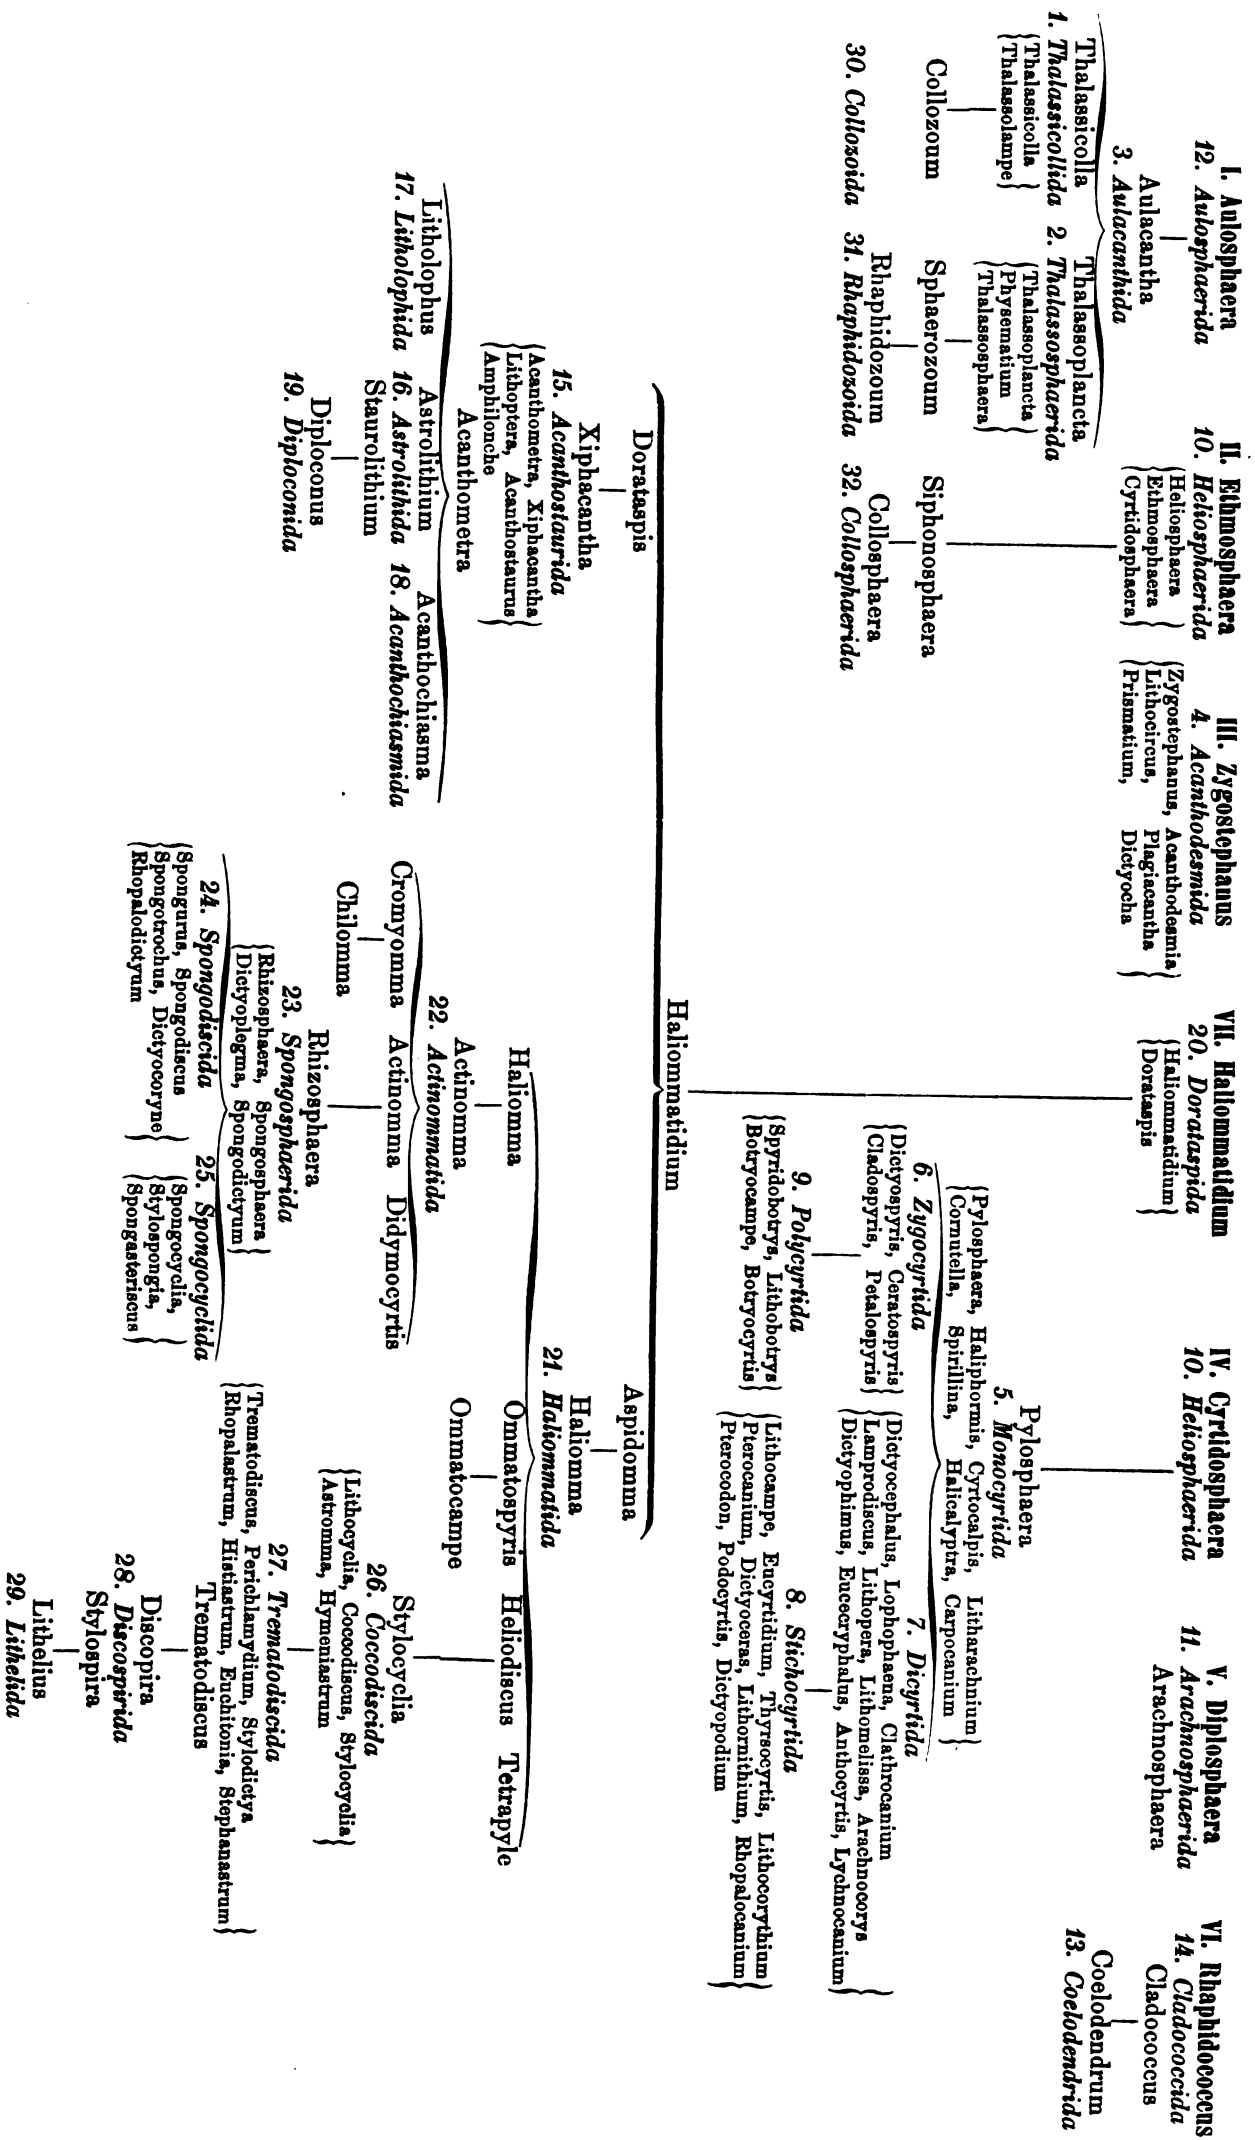 I. Aulosphaera
12. Aulosphaerida
Aulacantha
3. Aulacanthida
Thalassicolla
1. Thalassicollida
Thalassicolla
Thalassolampe
Collozoum
30. Collozoida
Thalassoplancta
2. Thalassosphaerida
Thalassoplancta
Physematium
Thalassosphaera
Sphaerozoum
Rhaphidozoum
31. Rhaphidozoida
II. Ethmosphaera
10. Heliosphaerida
Heliosphaera
Ethmosphaera
Cyrtidosphaera
Siphonosphaera
Collosphaera
32. Collosphaerida
III. Zygostephanus
4. Acanthodesmida
Zygostephanus, Acanthodesmia
Lithocircus, Plagiacantha
Prismatium, Dictyocha
VII. Haliommatidium
20. Dorataspida
Haliommatidium
Dorataspis
Haliommatidium
IV. Cyrtidosphaera
10. Heliosphaerida
Pylosphaera
5. Monocyrtida
Pylosphaera, Haliphormis, Cyrtocalpis, Litharachnium
Cornutella, Spirillina, Halicalyptra, Carpocanium
6. Zygocyrtida
Dictyospyris, Ceratospyris
Cladospyris, Petalospyris
9. Polycyrtida
Spyridobotrys, Lithobotrys
Botryocampe, Botryocyrtis
7. Dicyrtida
Dictyocephalus, Lophophaena, Clathrocanium
Lamprodiscus, Lithopera, Lithomelissa, Arachnocorys
Dictyophimus, Eucecryphalus, Anthocyrtis, Lychnocanium
8. Stichocyrtida
Lithocampe, Eucyrtidium, Thyrsocyrtis, Lithocorythium
Pterocanium, Dictyoceras, Lithornithium, Rhopalocanium
Pterocodon, Podocyrtis, Dictyopodium
V. Diplosphaera
11. Arachnosphaerida
Arachnosphaera
VI. Rhaphidococcus
14. Cladococcida
Cladococcus
Coelodendrum
13. Coelodendrida
Dorataspis
Xiphacantha
15. Acanthostaurida
Acanthometra, Xiphacantha
Lithoptera, Acanthostaurus
Amphilonche
Acanthometra
Litholophus
17. Litholophida
Astrolithium
16. Astrolithida
Staurolithium
Diploconus
19. Diploconida
Acanthochiasma
18. Acanthochiasmida
Aspidomma
Haliomma
21. Haliommatida
Haliomma
Actinomma
22. Actinommatida
Cromyomma Actinomma Didymocyrtis
Chilomma
Rhizosphaera
23. Spongosphaerida
Rhizosphaera, Spongosphaera
Dictyoplegma, Spongodictyum
24. Spongodiscida
Spongurus, Spongodiscus
Spongotrochus, Dictyocoryne
Rhopalodictyum
25. Spongocyclida
Spongocyclia,
Stylospongia,
Spongasteriscus
Ommatospyris Heliodiscus Tetrapyle
Ommatocampe
Stylocyclia
26. Coccodiscida
Lithocyclia, Coccodiscus, Stylocyclia
Astromma, Hymeniastrum
27. Trematodiscida
Trematodiscus, Perichlamydium, Stylodictya
Rhopalastrum, Histiastrum, Euchitonia, Stephanastrum
Trematodiscus
Discopira
28. Discospirida
Stylospira
Lithelius
29. Lithelida